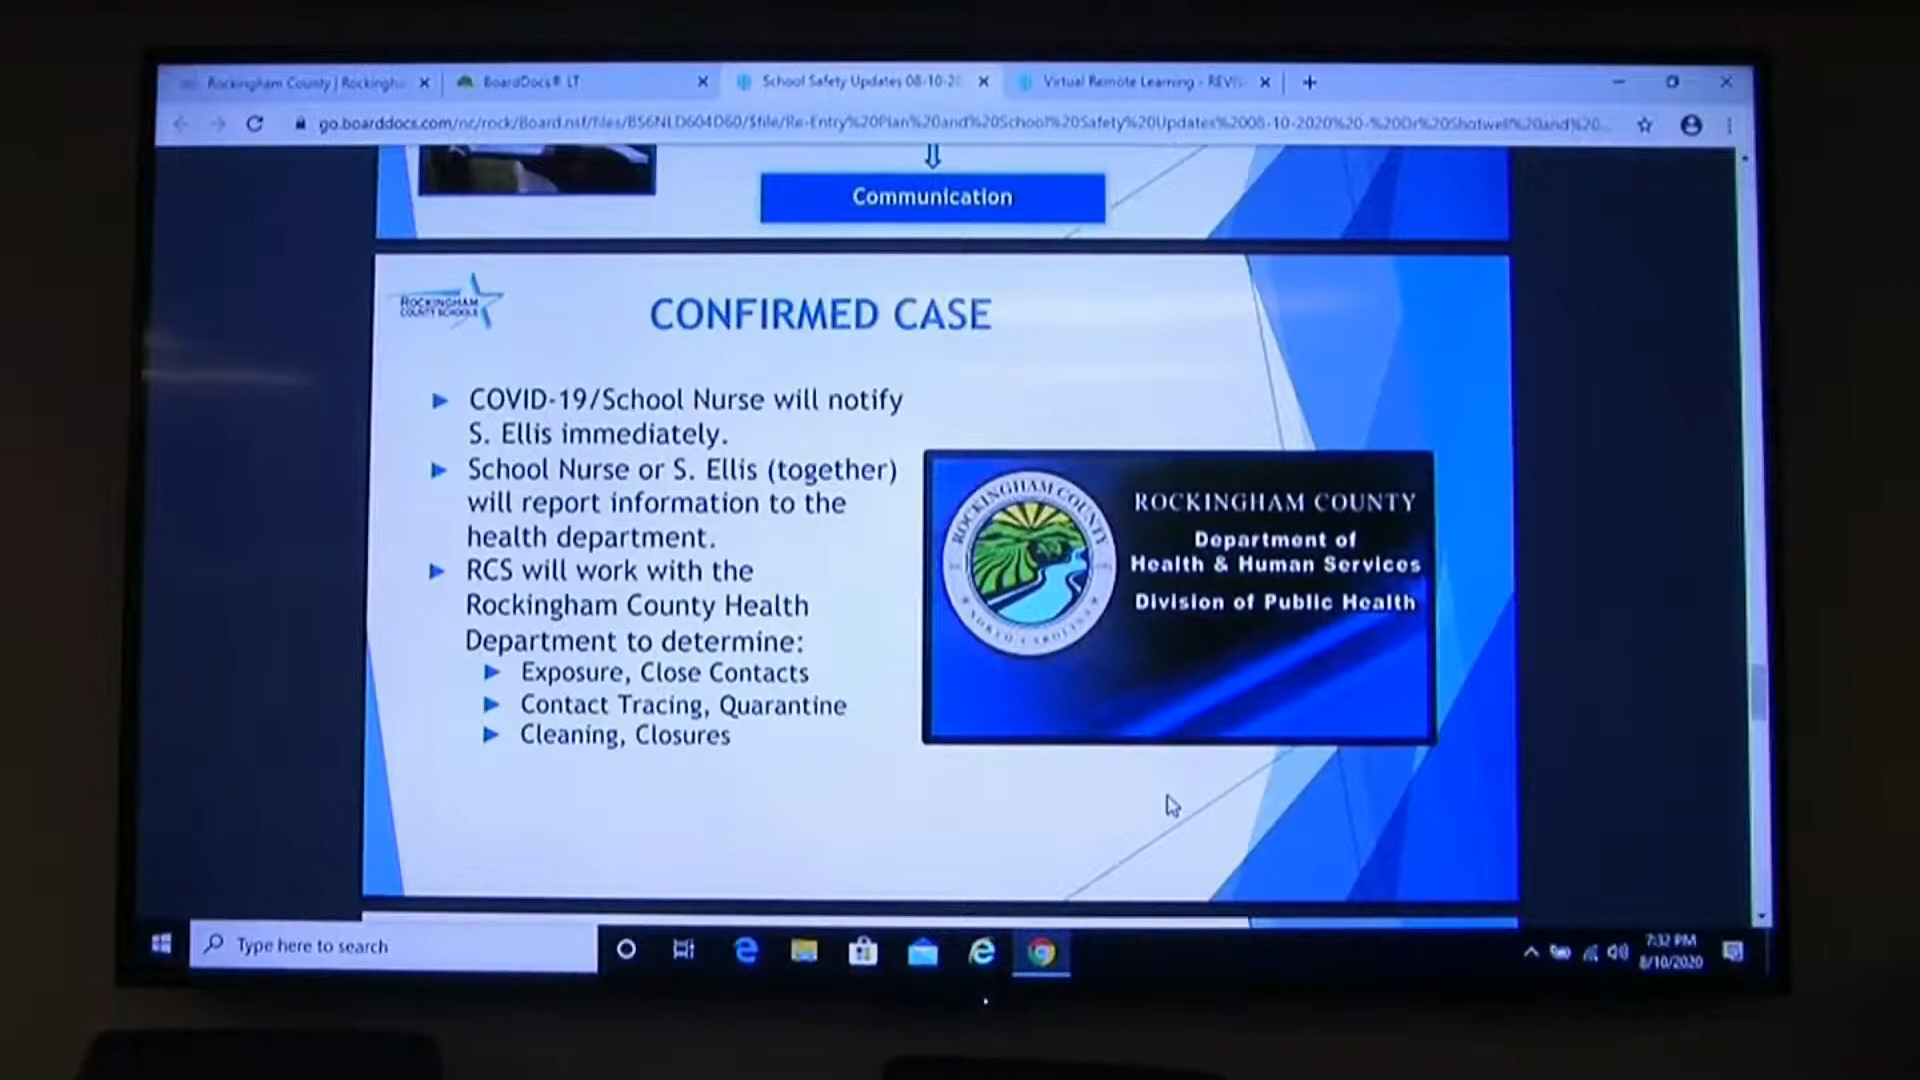 Rockingham County | Rockingh
BoardDocs® LT
School Safety Updates 08-10-20
Virtual Remote Learning - REVIS
go.boarddocs.com/nc/rock/Board.nsf/files/BS6NLD604D60/$file/Re-Entry%20Plan%20and%20School%20Safety%20Updates%2008-10-2020%20-%20Dr%20Shotwell%20and%20...
Communication
ROCKINGHAM
COUNTY SCHOOLS
CONFIRMED CASE
COVID-19/School Nurse will notify
S. Ellis immediately.
School Nurse or S. Ellis (together)
will report information to the
health department.
RCS will work with the
Rockingham County Health
Department to determine:
Exposure, Close Contacts
Contact Tracing, Quarantine
Cleaning, Closures
ROCKINGHAM COUNTY
NORTH CAROLINA
ROCKINGHAM COUNTY
Department of
Health & Human Services
Division of Public Health
Type here to search
7:32 PM
8/10/2020